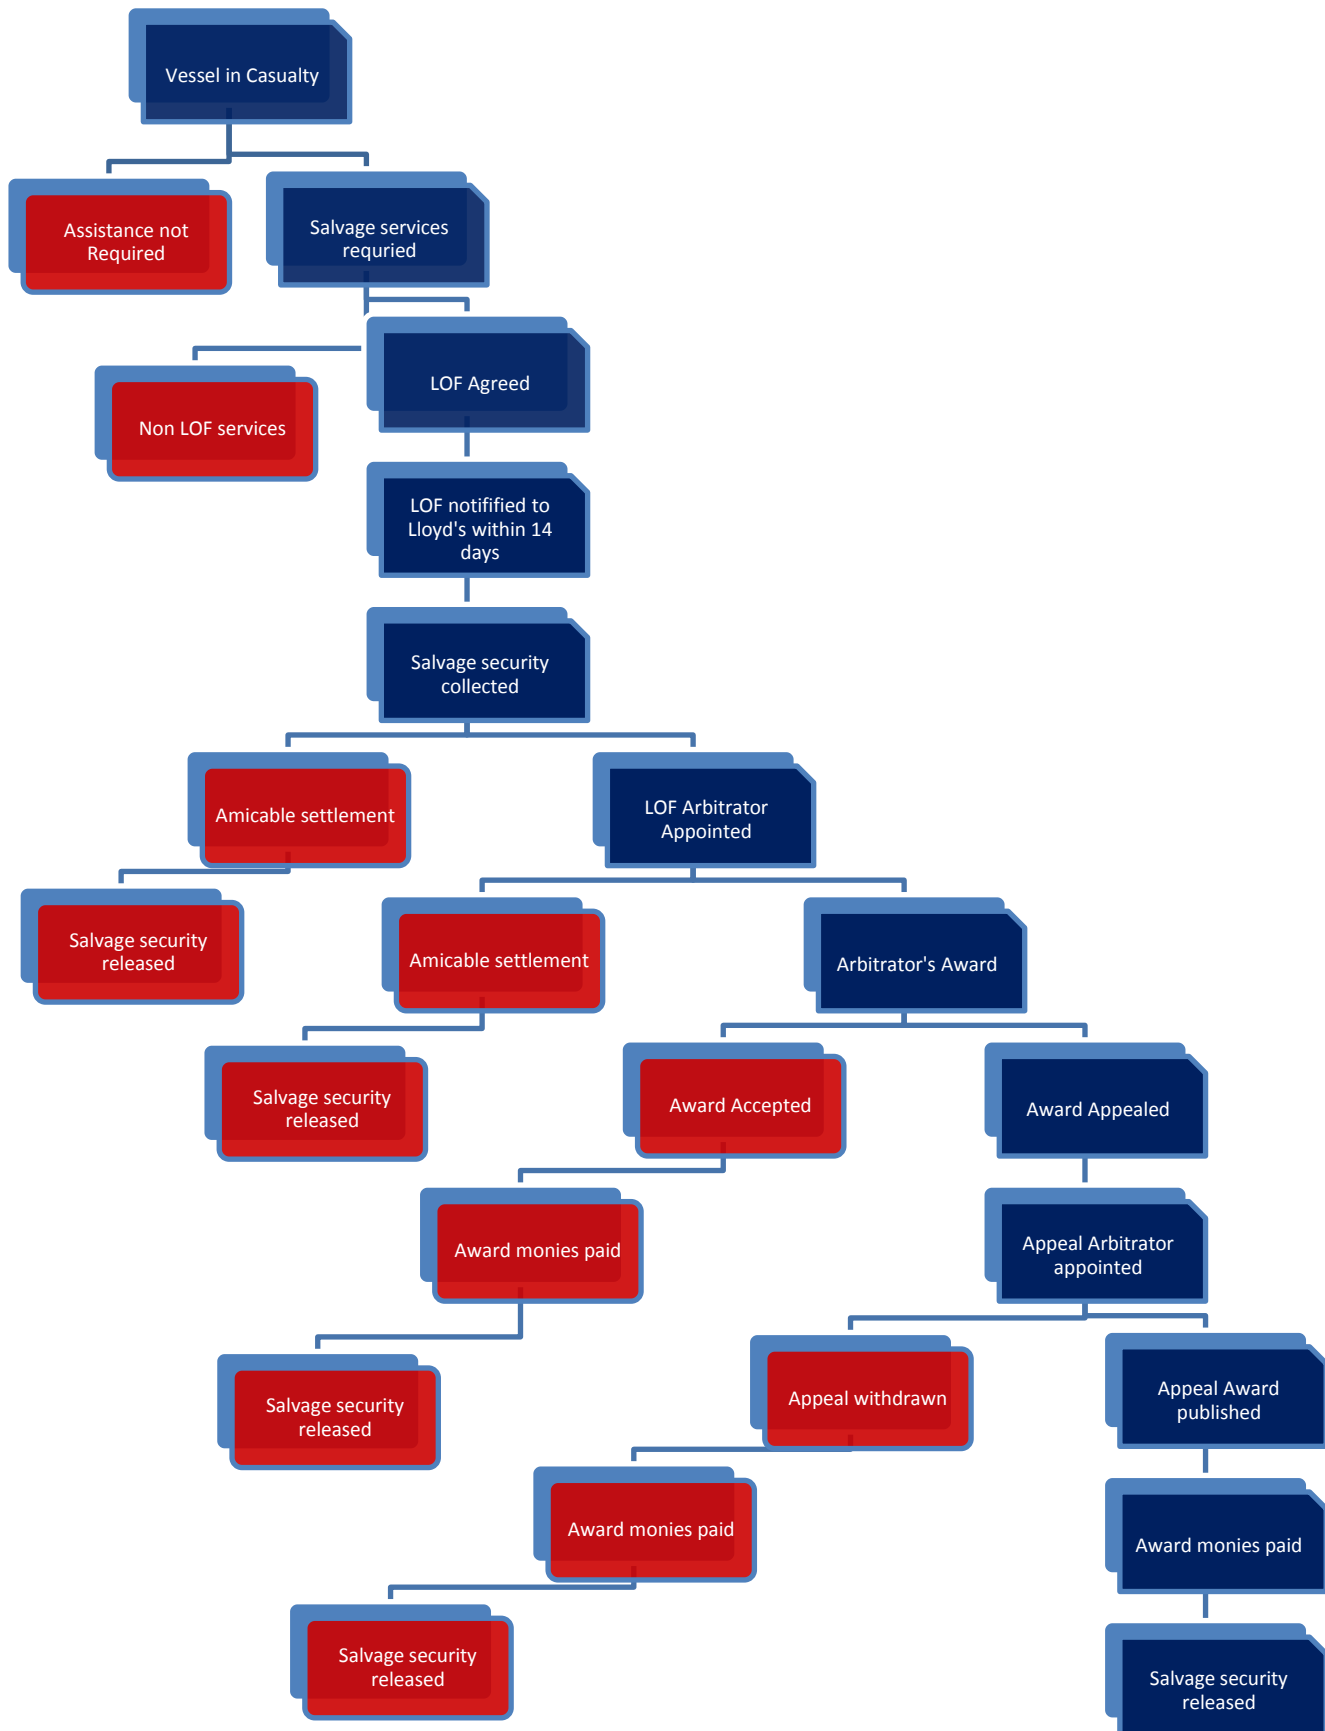 Vessel in Casualty
Assistance not
Required
Salvage services
requried
LOF Agreed
Non LOF services
LOF notifified to
Lloyd's within 14
days
Salvage security
collected
Amicable settlement
LOF Arbitrator
Appointed
Salvage security
released
Amicable settlement
Arbitrator's Award
Salvage security
released
Award Accepted
Award Appealed
Award monies paid
Appeal Arbitrator
appointed
Salvage security
released
Appeal withdrawn
Appeal Award
published
Award monies paid
Award monies paid
Salvage security
released
Salvage security
released